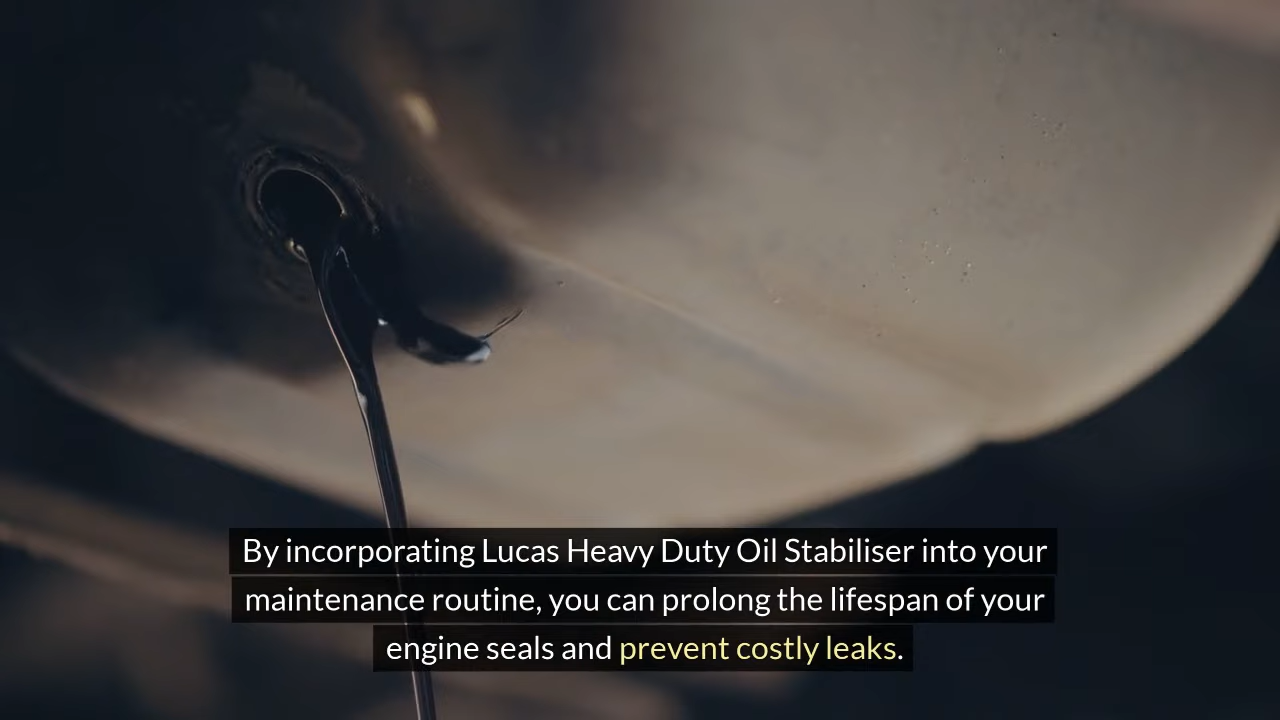 By incorporating Lucas Heavy Duty Oil Stabiliser into your
maintenance routine, you can prolong the lifespan of your
engine seals and prevent costly leaks.